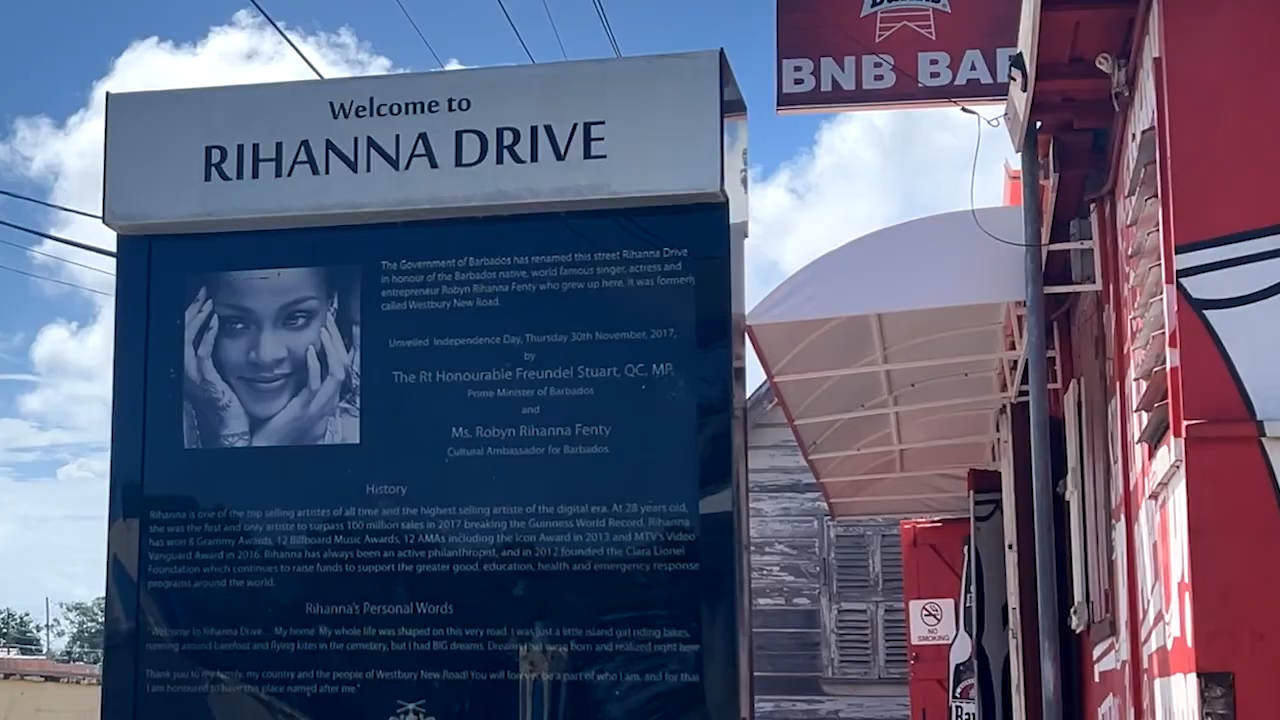 Welcome to
RIHANNA DRIVE
The Government of Barbados has renamed this street Rihanna Drive
in honour of the Barbados native, world famous singer, actress and
entrepreneur Robyn Rihanna Fenty who grew up here. It was formerly
called Westbury New Road.
Unveiled Independence Day, Thursday 30th November, 2017,
by
The Rt Honourable Freundel Stuart, QC, MP.
Prime Minister of Barbados
and
Ms. Robyn Rihanna Fenty
Cultural Ambassador for Barbados.
History
Rihanna is one of the top selling artistes of all time and the highest selling artiste of the digital era. At 28 years old,
she was the first and only artiste to surpass 100 million sales in 2017 breaking the Guinness World Record. Rihanna
has won 8 Grammy Awards, 12 Billboard Music Awards, 12 AMAs including the Icon Award in 2013 and MTV's Video
Vanguard Award in 2016. Rihanna has always been an active philanthropist, and in 2012 founded the Clara Lionel
Foundation which continues to raise funds to support the greater good, education, health and emergency response
programs around the world.
Rihanna's Personal Words
"Welcome to Rihanna Drive... My home. My whole life was shaped on this very road. I was just a little island girl riding bikes,
running around barefoot and flying kites in the cemetery, but I had BIG dreams. Dreams that were born and realized right here.
Thank you to my family, my country and the people of Westbury New Road! You will forever be a part of who I am, and for that
I am honoured to have this place named after me."
BNB BAR
NO
SMOKING